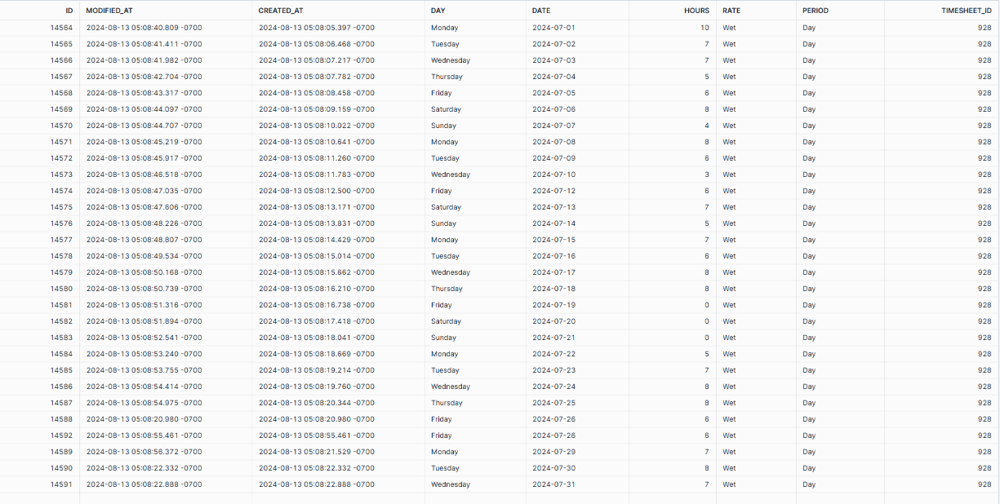 ID MODIFIED_AT CREATED_AT DAY DATE HOURS RATE PERIOD TIMESHEET_ID
14564 2024-08-13 05:08:40.809 -0700 2024-08-13 05:08:05.397 -0700 Monday 2024-07-01 10 Wet Day 928
14565 2024-08-13 05:08:41.411 -0700 2024-08-13 05:08:06.468 -0700 Tuesday 2024-07-02 7 Wet Day 928
14566 2024-08-13 05:08:41.982 -0700 2024-08-13 05:08:07.217 -0700 Wednesday 2024-07-03 7 Wet Day 928
14567 2024-08-13 05:08:42.704 -0700 2024-08-13 05:08:07.782 -0700 Thursday 2024-07-04 5 Wet Day 928
14568 2024-08-13 05:08:43.317 -0700 2024-08-13 05:08:08.458 -0700 Friday 2024-07-05 6 Wet Day 928
14569 2024-08-13 05:08:44.097 -0700 2024-08-13 05:08:09.159 -0700 Saturday 2024-07-06 8 Wet Day 928
14570 2024-08-13 05:08:44.707 -0700 2024-08-13 05:08:10.022 -0700 Sunday 2024-07-07 4 Wet Day 928
14571 2024-08-13 05:08:45.219 -0700 2024-08-13 05:08:10.641 -0700 Monday 2024-07-08 8 Wet Day 928
14572 2024-08-13 05:08:45.917 -0700 2024-08-13 05:08:11.260 -0700 Tuesday 2024-07-09 6 Wet Day 928
14573 2024-08-13 05:08:46.518 -0700 2024-08-13 05:08:11.783 -0700 Wednesday 2024-07-10 3 Wet Day 928
14574 2024-08-13 05:08:47.035 -0700 2024-08-13 05:08:12.500 -0700 Friday 2024-07-12 6 Wet Day 928
14575 2024-08-13 05:08:47.606 -0700 2024-08-13 05:08:13.171 -0700 Saturday 2024-07-13 7 Wet Day 928
14576 2024-08-13 05:08:48.226 -0700 2024-08-13 05:08:13.831 -0700 Sunday 2024-07-14 5 Wet Day 928
14577 2024-08-13 05:08:48.807 -0700 2024-08-13 05:08:14.429 -0700 Monday 2024-07-15 7 Wet Day 928
14578 2024-08-13 05:08:49.534 -0700 2024-08-13 05:08:15.014 -0700 Tuesday 2024-07-16 6 Wet Day 928
14579 2024-08-13 05:08:50.168 -0700 2024-08-13 05:08:15.662 -0700 Wednesday 2024-07-17 8 Wet Day 928
14580 2024-08-13 05:08:50.739 -0700 2024-08-13 05:08:16.210 -0700 Thursday 2024-07-18 8 Wet Day 928
14581 2024-08-13 05:08:51.316 -0700 2024-08-13 05:08:16.738 -0700 Friday 2024-07-19 0 Wet Day 928
14582 2024-08-13 05:08:51.894 -0700 2024-08-13 05:08:17.418 -0700 Saturday 2024-07-20 0 Wet Day 928
14583 2024-08-13 05:08:52.541 -0700 2024-08-13 05:08:18.041 -0700 Sunday 2024-07-21 0 Wet Day 928
14584 2024-08-13 05:08:53.240 -0700 2024-08-13 05:08:18.669 -0700 Monday 2024-07-22 5 Wet Day 928
14585 2024-08-13 05:08:53.755 -0700 2024-08-13 05:08:19.214 -0700 Tuesday 2024-07-23 7 Wet Day 928
14586 2024-08-13 05:08:54.414 -0700 2024-08-13 05:08:19.760 -0700 Wednesday 2024-07-24 8 Wet Day 928
14587 2024-08-13 05:08:54.975 -0700 2024-08-13 05:08:20.344 -0700 Thursday 2024-07-25 8 Wet Day 928
14588 2024-08-13 05:08:20.980 -0700 2024-08-13 05:08:20.980 -0700 Friday 2024-07-26 6 Wet Day 928
14592 2024-08-13 05:08:55.461 -0700 2024-08-13 05:08:55.461 -0700 Friday 2024-07-26 6 Wet Day 928
14589 2024-08-13 05:08:56.372 -0700 2024-08-13 05:08:21.529 -0700 Monday 2024-07-29 7 Wet Day 928
14590 2024-08-13 05:08:22.332 -0700 2024-08-13 05:08:22.332 -0700 Tuesday 2024-07-30 8 Wet Day 928
14591 2024-08-13 05:08:22.888 -0700 2024-08-13 05:08:22.888 -0700 Wednesday 2024-07-31 7 Wet Day 928